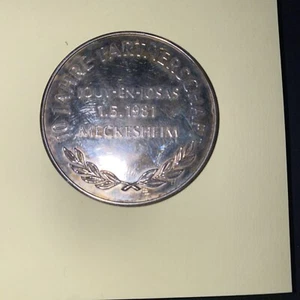 10 JAHRE PARTNERSCHAFT
JOUY-EN-JOSAS
1.5.1981
MECKESHEIM